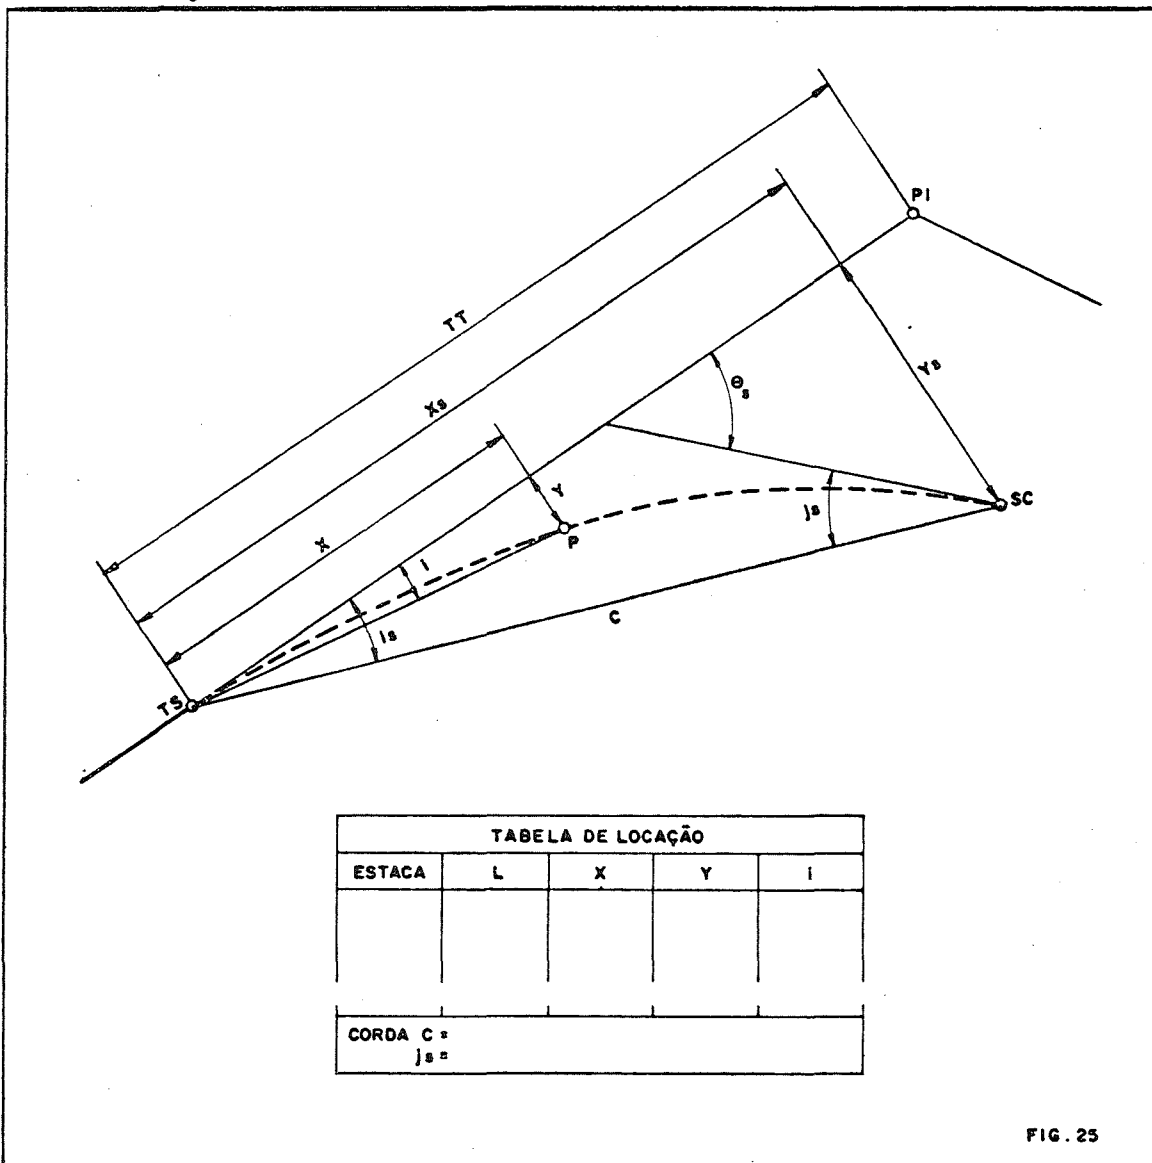 PI
TT
Xs
Ys
θs
X
Y
SC
js
P
i
is
C
TS
TABELA DE LOCAÇÃO
ESTACA L X Y i
CORDA C =
js =
FIG. 25